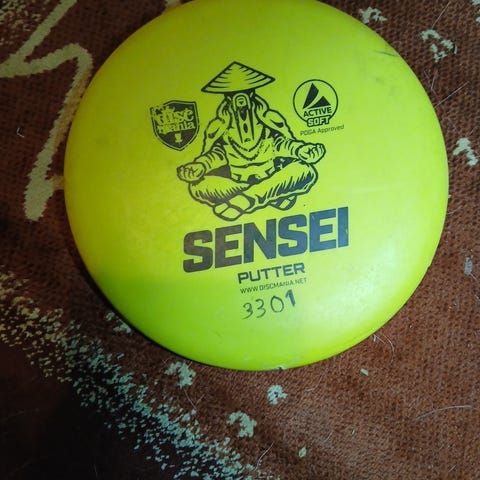 disc
mania
ACTIVE
SOFT
PDGA Approved
SENSEI
PUTTER
WWW.DISCMANIA.NET
3301